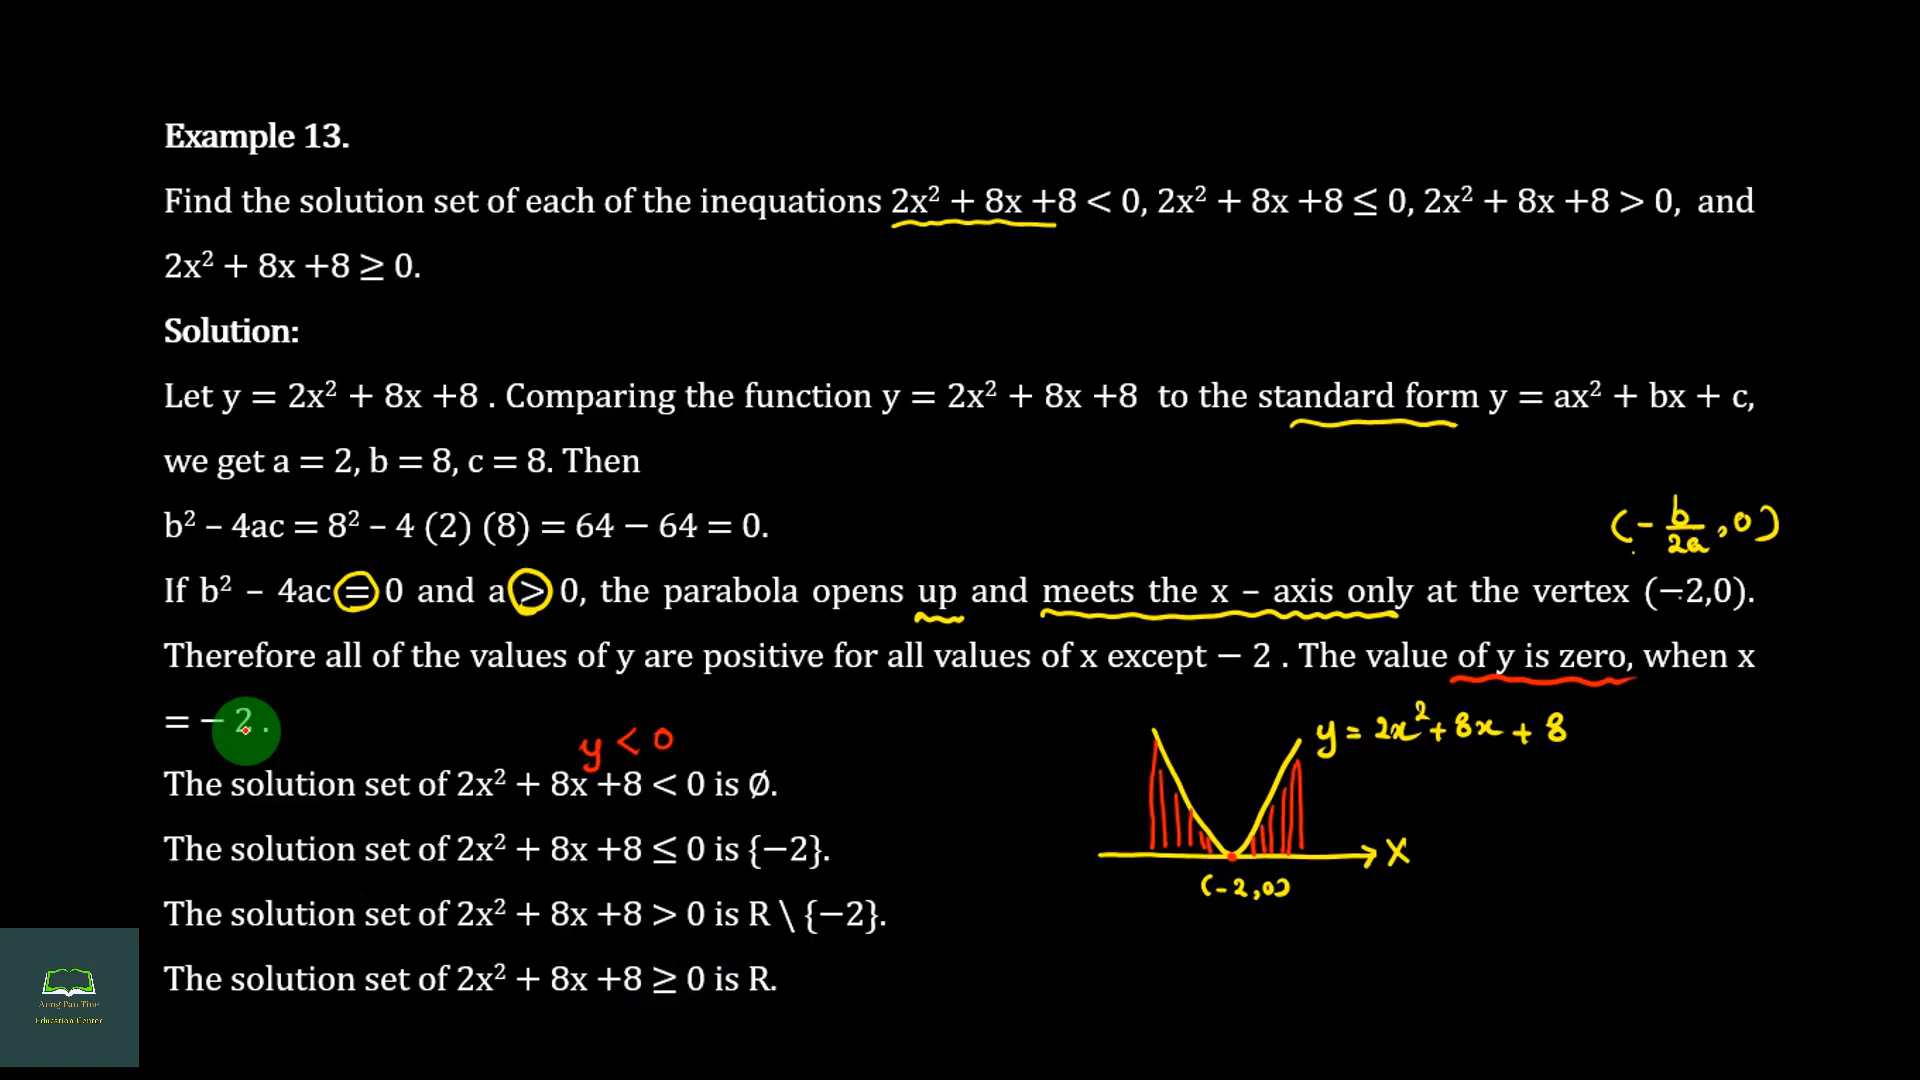 Example 13.
Find the solution set of each of the inequations 2x² + 8x +8 < 0, 2x² + 8x +8 ≤ 0, 2x² + 8x +8 > 0, and
2x² + 8x +8 ≥ 0.
Solution:
Let y = 2x² + 8x +8 . Comparing the function y = 2x² + 8x +8 to the standard form y = ax² + bx + c,
we get a = 2, b = 8, c = 8. Then
b² – 4ac = 8² – 4 (2) (8) = 64 − 64 = 0.
(- b/2a , 0)
If b² – 4ac = 0 and a > 0, the parabola opens up and meets the x – axis only at the vertex (−2,0).
Therefore all of the values of y are positive for all values of x except − 2 . The value of y is zero, when x
= − 2 .
y < 0
y = 2x² + 8x + 8
The solution set of 2x² + 8x +8 < 0 is ∅.
The solution set of 2x² + 8x +8 ≤ 0 is {−2}.
X
(-2,0)
The solution set of 2x² + 8x +8 > 0 is R \ {−2}.
The solution set of 2x² + 8x +8 ≥ 0 is R.
Aung Pan Tine
Education Center